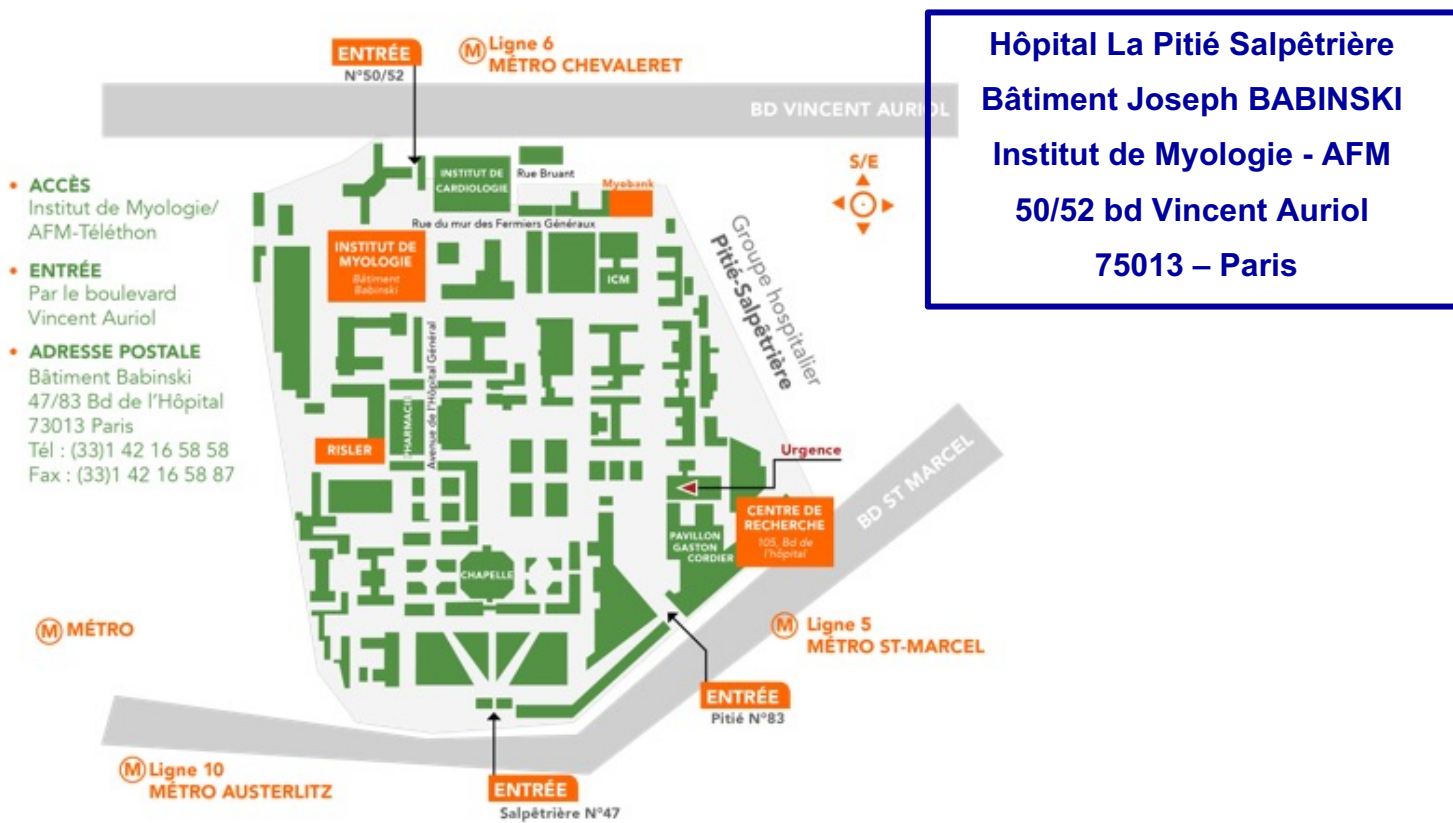 Hôpital La Pitié Salpêtrière
Bâtiment Joseph BABINSKI
Institut de Myologie - AFM
50/52 bd Vincent Auriol
75013 – Paris
ENTRÉE
N°50/52
M Ligne 6
MÉTRO CHEVALERET
BD VINCENT AURIOL
S/E
• ACCÈS
Institut de Myologie/
AFM-Téléthon
• ENTRÉE
Par le boulevard
Vincent Auriol
• ADRESSE POSTALE
Bâtiment Babinski
47/83 Bd de l'Hôpital
73013 Paris
Tél : (33)1 42 16 58 58
Fax : (33)1 42 16 58 87
INSTITUT DE
CARDIOLOGIE
Rue Bruant
Myobank
Rue du mur des Fermiers Généraux
INSTITUT DE
MYOLOGIE
Bâtiment
Babinski
ICM
Groupe hospitalier
Pitié-Salpêtrière
Avenue de l'Hôpital Général
PHARMACIE
RISLER
Urgence
BD ST MARCEL
CENTRE DE
RECHERCHE
105, Bd de
l'hôpital
PAVILLON
GASTON
CORDIER
CHAPELLE
M MÉTRO
M Ligne 5
MÉTRO ST-MARCEL
ENTRÉE
Pitié N°83
M Ligne 10
MÉTRO AUSTERLITZ
ENTRÉE
Salpêtrière N°47